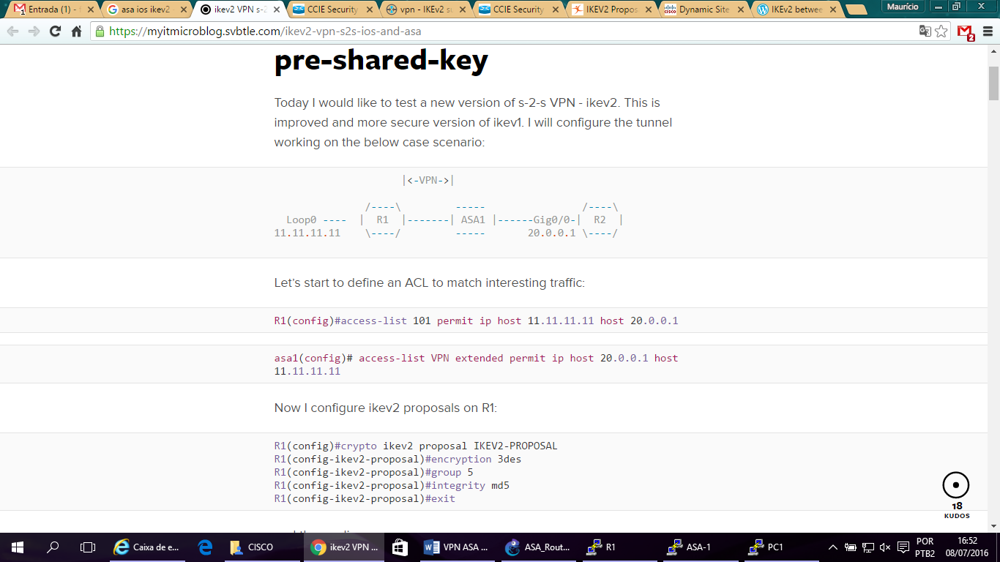 Entrada (1) -
asa ios ikev2
ikev2 VPN s-2
CCIE Security
vpn - IKEv2 su
CCIE Security
IKEV2 Propos
Dynamic Site
IKEv2 betwee
Maurício
https://myitmicroblog.svbtle.com/ikev2-vpn-s2s-ios-and-asa
2
pre-shared-key
Today I would like to test a new version of s-2-s VPN - ikev2. This is
improved and more secure version of ikev1. I will configure the tunnel
working on the below case scenario:
|<-VPN->|
/----\ ----- /----\
Loop0 ---- | R1 |-------| ASA1 |------Gig0/0-| R2 |
11.11.11.11 \----/ ----- 20.0.0.1 \----/
Let's start to define an ACL to match interesting traffic:
R1(config)#access-list 101 permit ip host 11.11.11.11 host 20.0.0.1
asa1(config)# access-list VPN extended permit ip host 20.0.0.1 host
11.11.11.11
Now I configure ikev2 proposals on R1:
R1(config)#crypto ikev2 proposal IKEV2-PROPOSAL
R1(config-ikev2-proposal)#encryption 3des
R1(config-ikev2-proposal)#group 5
R1(config-ikev2-proposal)#integrity md5
R1(config-ikev2-proposal)#exit
18
KUDOS
Caixa de e...
CISCO
ikev2 VPN ...
VPN ASA ...
ASA_Rout...
R1
ASA-1
PC1
POR
PTB2
16:52
08/07/2016